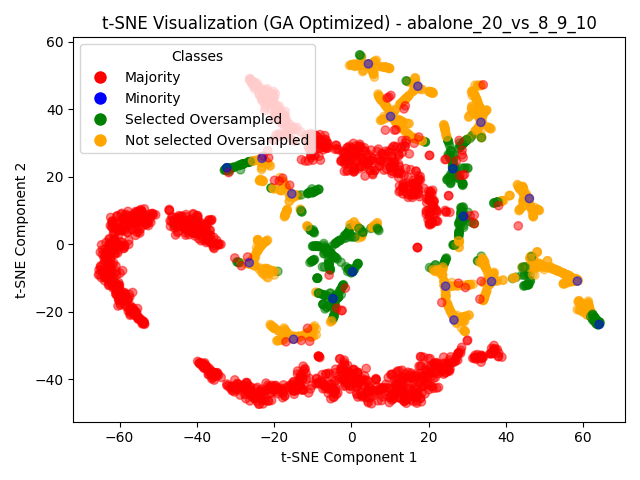 t-SNE Visualization (GA Optimized) - abalone_20_vs_8_9_10
Classes
Majority
Minority
Selected Oversampled
Not selected Oversampled
60
40
20
0
−20
−40
t-SNE Component 2
−60 −40 −20 0 20 40 60
t-SNE Component 1